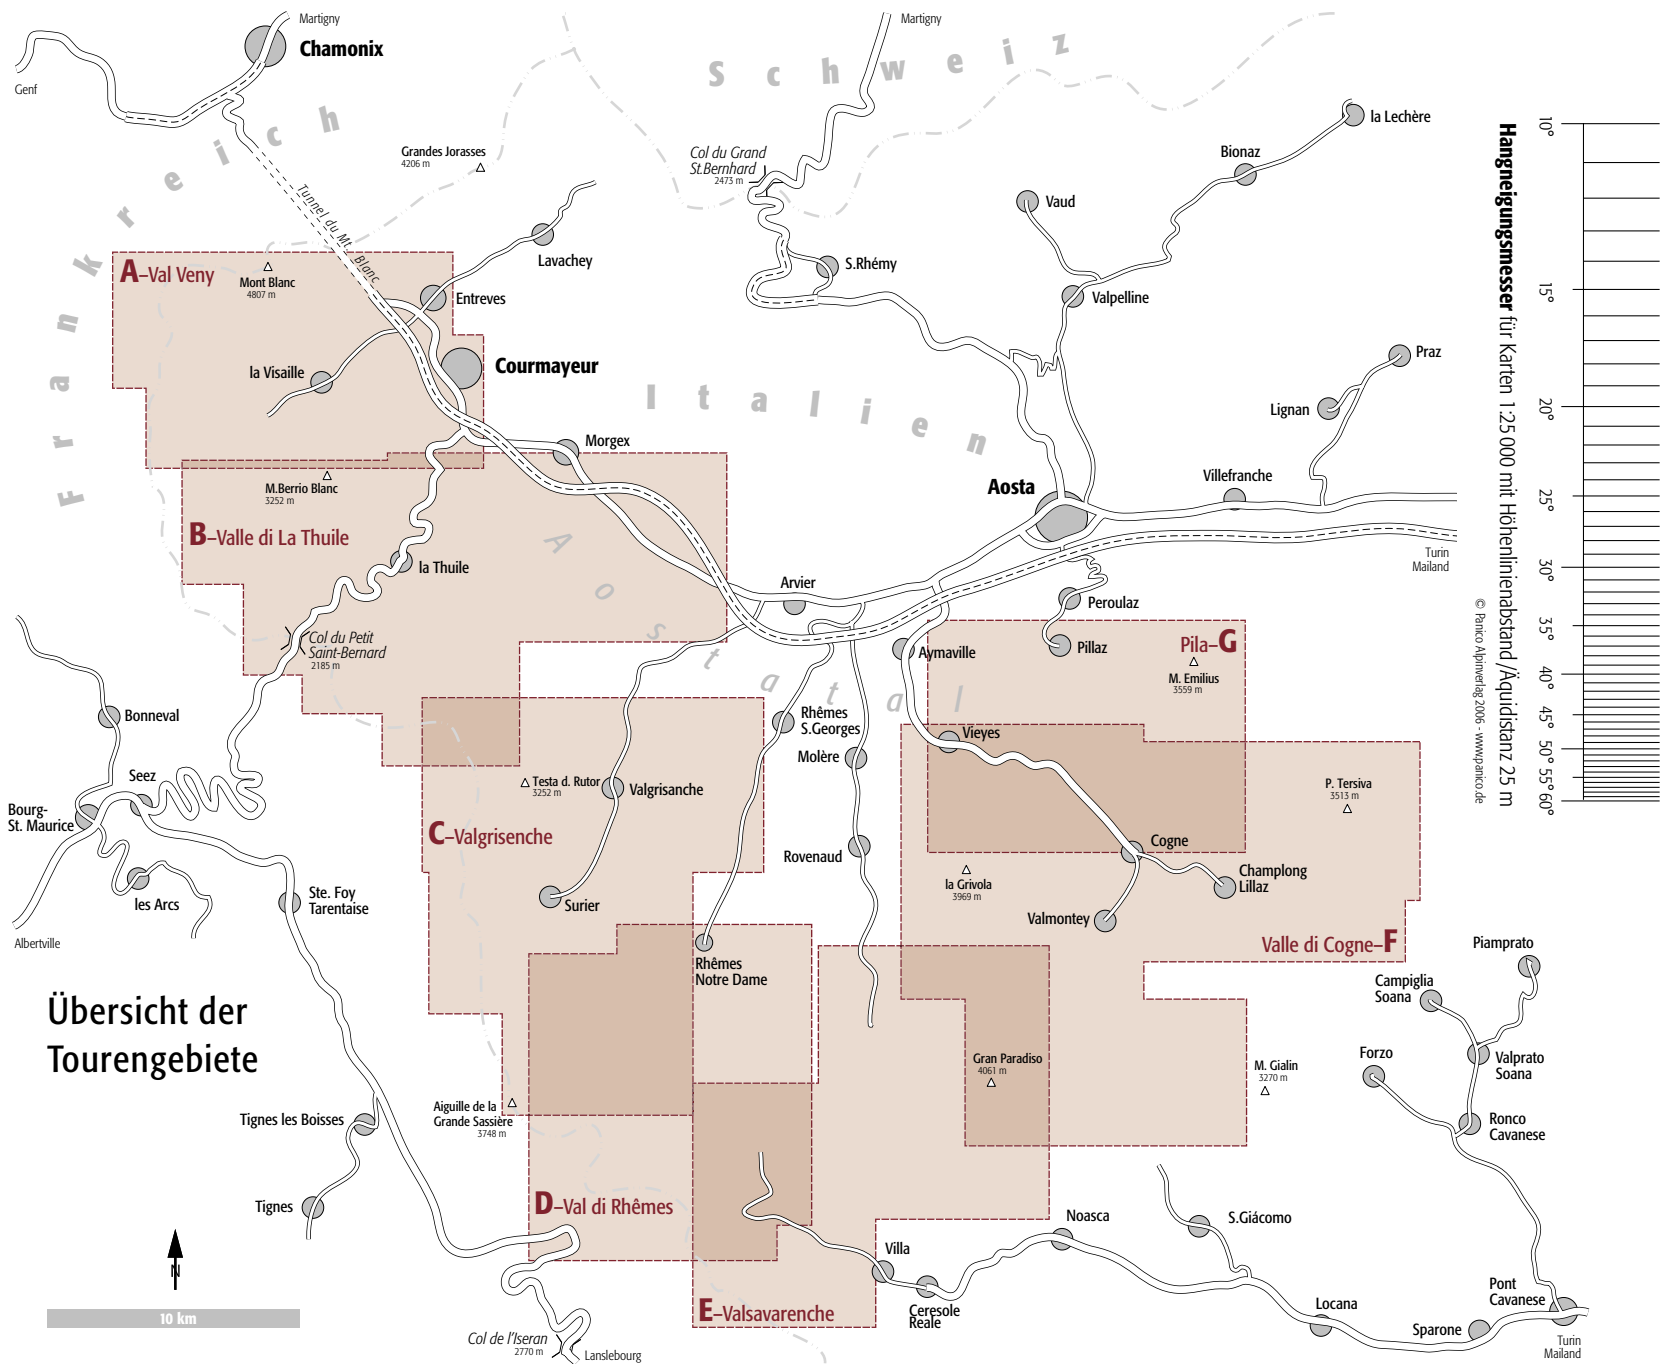 Martigny
Chamonix
Genf
Martigny
Schweiz
Frankreich
Italien
Aostatal
Grandes Jorasses
4206 m
Col du Grand
St.Bernhard
2473 m
Tunnel du Mt. Blanc
la Lechère
Bionaz
Vaud
Lavachey
S.Rhémy
Valpelline
A–Val Veny
Mont Blanc
4807 m
Entreves
la Visaille
Courmayeur
Praz
Lignan
Morgex
M.Berrio Blanc
3252 m
Villefranche
Aosta
B–Valle di La Thuile
la Thuile
Turin
Mailand
Arvier
Peroulaz
Col du Petit
Saint-Bernard
2185 m
Aymaville
Pillaz
Pila–G
M. Emilius
3559 m
Bonneval
Rhêmes
S.Georges
Vieyes
Molère
Seez
Bourg-
St. Maurice
Testa d. Rutor
3252 m
Valgrisanche
P. Tersiva
3513 m
C–Valgrisenche
Rovenaud
Cogne
la Grivola
3969 m
Champlong
Lillaz
les Arcs
Ste. Foy
Tarentaise
Surier
Valmontey
Albertville
Valle di Cogne–F
Rhêmes
Notre Dame
Piamprato
Campiglia
Soana
Übersicht der
Tourengebiete
Gran Paradiso
4061 m
M. Gialin
3270 m
Forzo
Valprato
Soana
Aiguille de la
Grande Sassière
3748 m
Tignes les Boisses
Ronco
Cavanese
Tignes
D–Val di Rhêmes
Noasca
S.Giácomo
Villa
N
10 km
E–Valsavarenche
Ceresole
Reale
Locana
Pont
Cavanese
Sparone
Col de l'Iseran
2770 m
Lanslebourg
Turin
Mailand
Hangneigungsmesser für Karten 1:25 000 mit Höhenlinienabstand/Äquidistanz 25 m
© Panico Alpinverlag 2006 - www.panico.de
10°
15°
20°
25°
30°
35°
40°
45°
50°
55°
60°